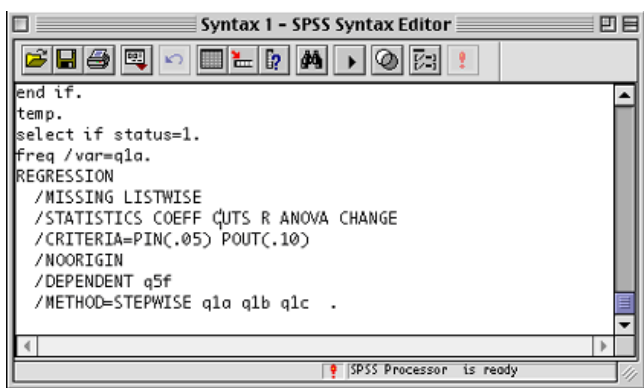 Syntax 1 - SPSS Syntax Editor
end if.
temp.
select if status=1.
freq /var=q1a.
REGRESSION
/MISSING LISTWISE
/STATISTICS COEFF CUTS R ANOVA CHANGE
/CRITERIA=PIN(.05) POUT(.10)
/NOORIGIN
/DEPENDENT q5f
/METHOD=STEPWISE q1a q1b q1c .
SPSS Processor is ready